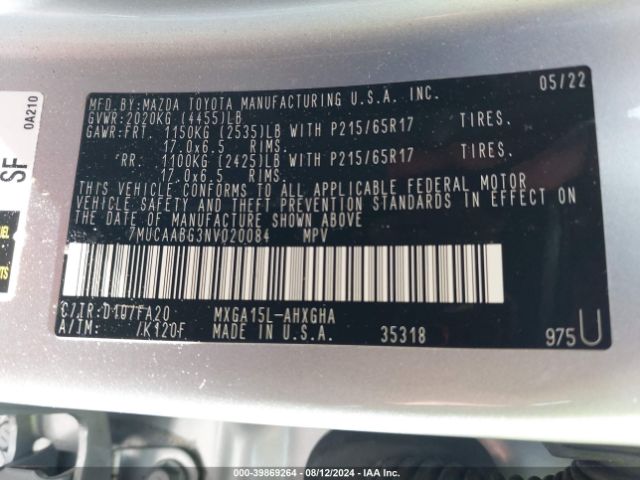 MFD.BY:MAZDA TOYOTA MANUFACTURING U.S.A. INC. 05/22
GVWR:2020KG (4455)LB
GAWR:FRT. 1150KG (2535)LB WITH P215/65R17 TIRES.
17.0x6.5 RIMS.
RR. 1100KG (2425)LB WITH P215/65R17 TIRES.
17.0x6.5 RIMS.
THIS VEHICLE CONFORMS TO ALL APPLICABLE FEDERAL MOTOR
VEHICLE SAFETY AND THEFT PREVENTION STANDARDS IN EFFECT ON
THE DATE OF MANUFACTURE SHOWN ABOVE.
7MUCAABG3NV020084 MPV
C/TR:D107FA20 MXGA15L-AHXGHA
A/TM: /K120F MADE IN U.S.A. 35318 975U
0A210
SF
000-39869264 - 08/12/2024 - IAA Inc.